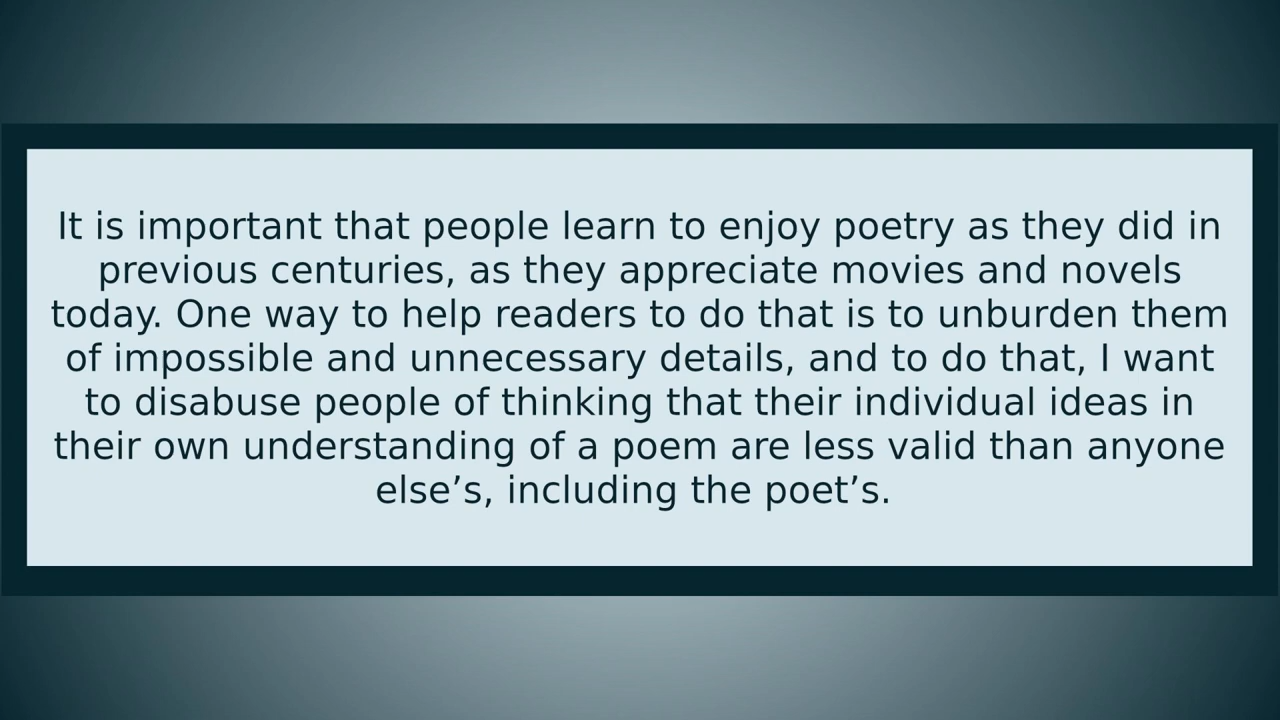 It is important that people learn to enjoy poetry as they did in
previous centuries, as they appreciate movies and novels
today. One way to help readers to do that is to unburden them
of impossible and unnecessary details, and to do that, I want
to disabuse people of thinking that their individual ideas in
their own understanding of a poem are less valid than anyone
else’s, including the poet’s.